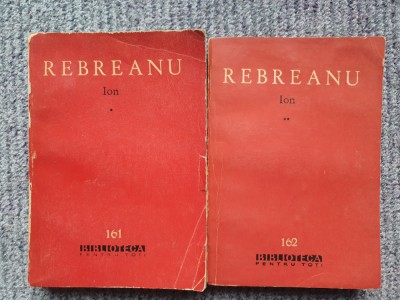 REBREANU
Ion
*
161
BIBLIOTECA
PENTRU TOȚI
REBREANU
Ion
**
162
BIBLIOTECA
PENTRU TOȚI